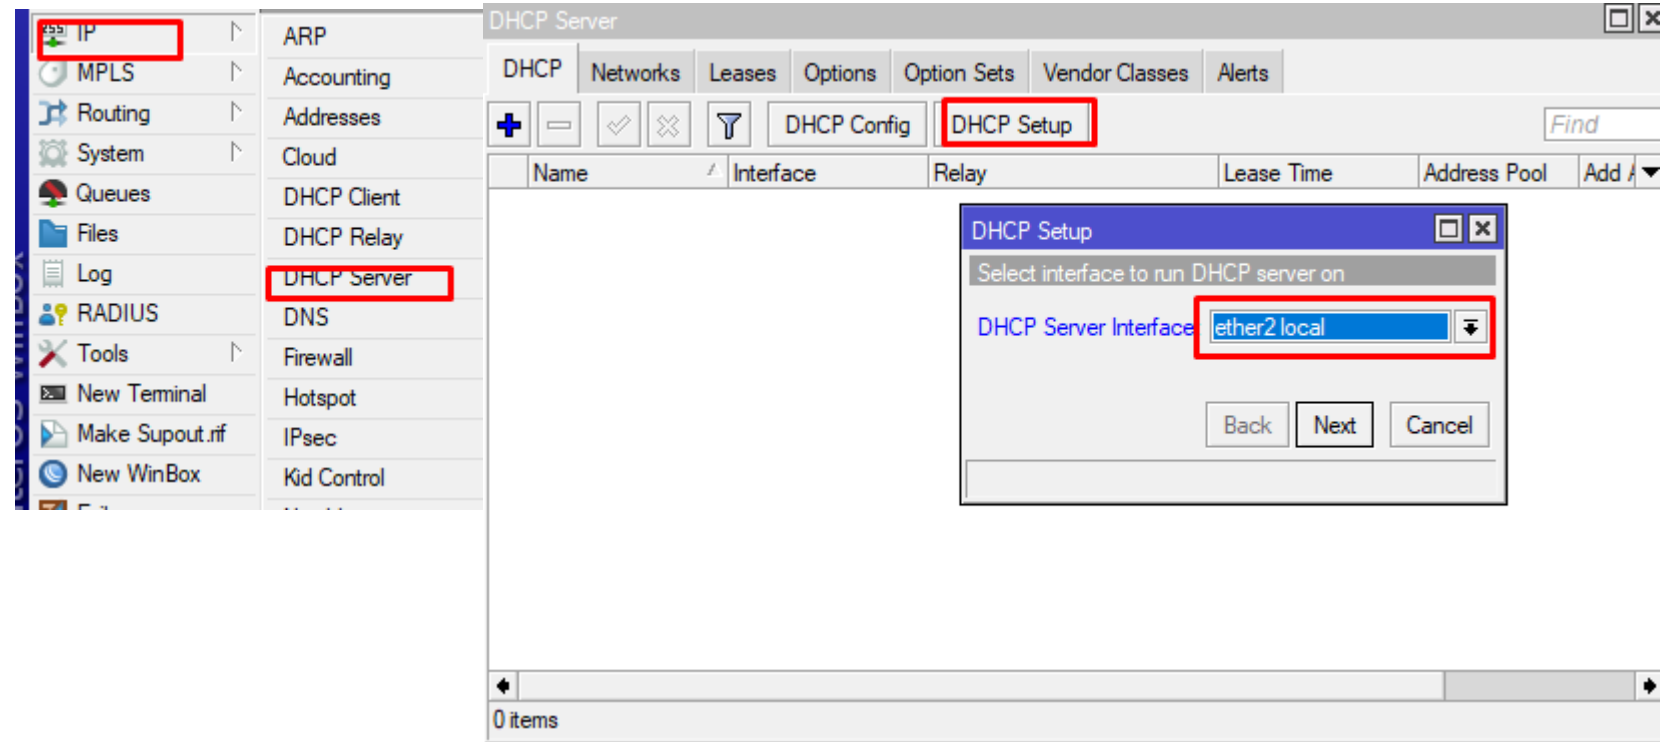 IP
MPLS
Routing
System
Queues
Files
Log
RADIUS
Tools
New Terminal
Make Supout.rif
New WinBox
ARP
Accounting
Addresses
Cloud
DHCP Client
DHCP Relay
DHCP Server
DNS
Firewall
Hotspot
IPsec
Kid Control
DHCP Server
DHCP Networks Leases Options Option Sets Vendor Classes Alerts
DHCP Config DHCP Setup Find
Name Interface Relay Lease Time Address Pool Add
DHCP Setup
Select interface to run DHCP server on
DHCP Server Interface ether2 local
Back Next Cancel
0 items